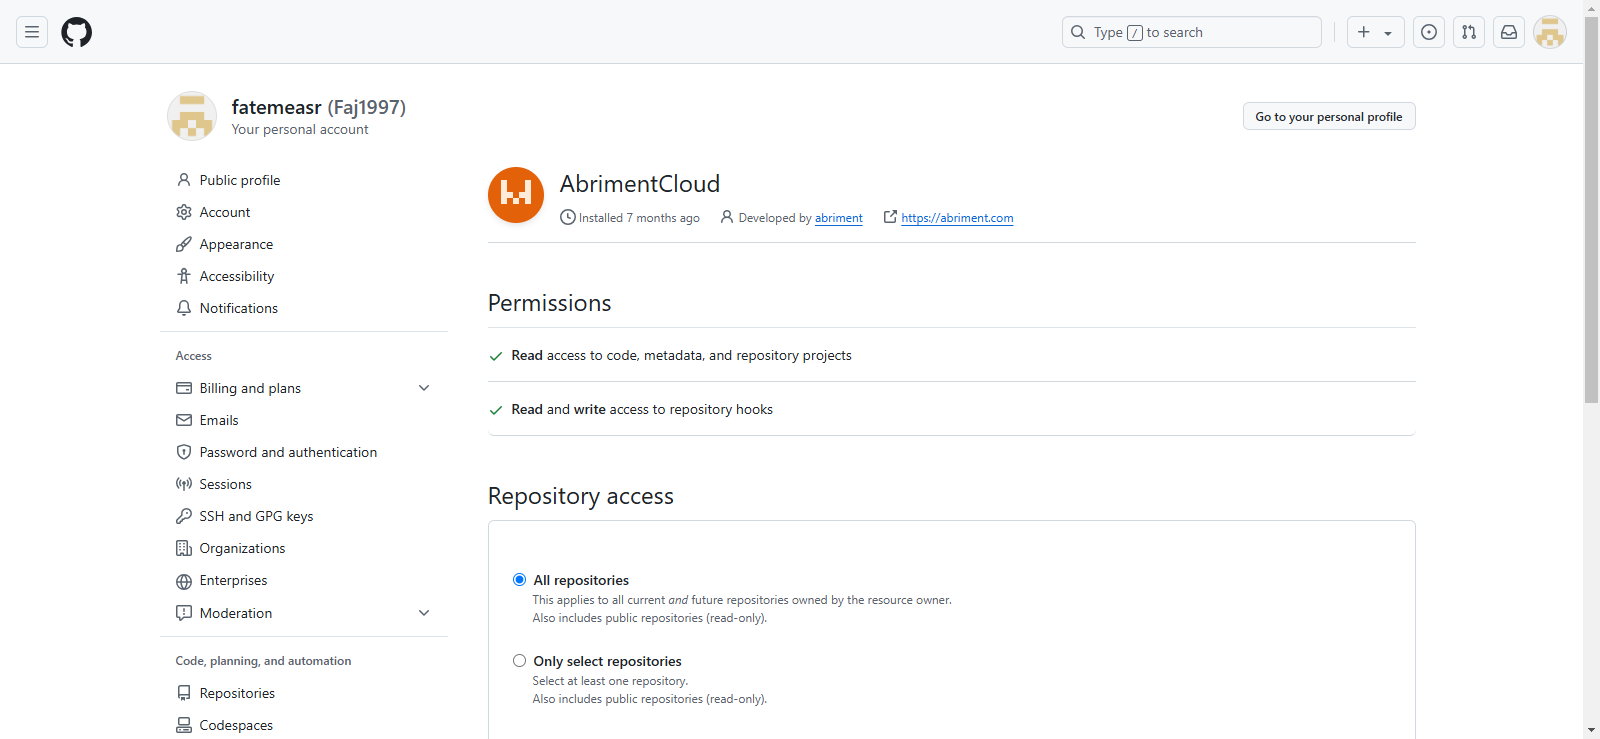 Type / to search
fatemeasr (Faj1997)
Your personal account
Go to your personal profile
Public profile
Account
Appearance
Accessibility
Notifications
Access
Billing and plans
Emails
Password and authentication
Sessions
SSH and GPG keys
Organizations
Enterprises
Moderation
Code, planning, and automation
Repositories
Codespaces
AbrimentCloud
Installed 7 months ago Developed by abriment https://abriment.com
Permissions
Read access to code, metadata, and repository projects
Read and write access to repository hooks
Repository access
All repositories
This applies to all current and future repositories owned by the resource owner.
Also includes public repositories (read-only).
Only select repositories
Select at least one repository.
Also includes public repositories (read-only).